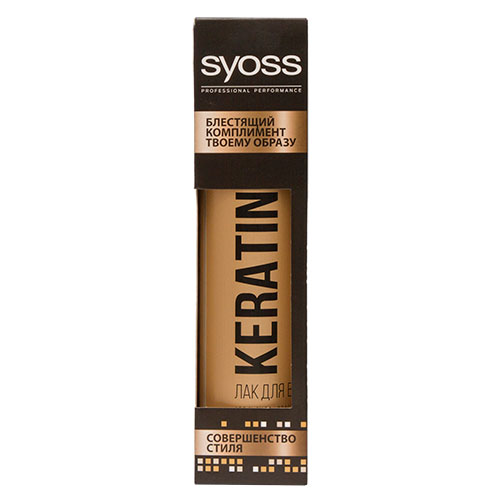 syoss
PROFESSIONAL PERFORMANCE
БЛЕСТЯЩИЙ
КОМПЛИМЕНТ
ТВОЕМУ ОБРАЗУ
KERATIN
ЛАК ДЛЯ
СОВЕРШЕНСТВО
СТИЛЯ